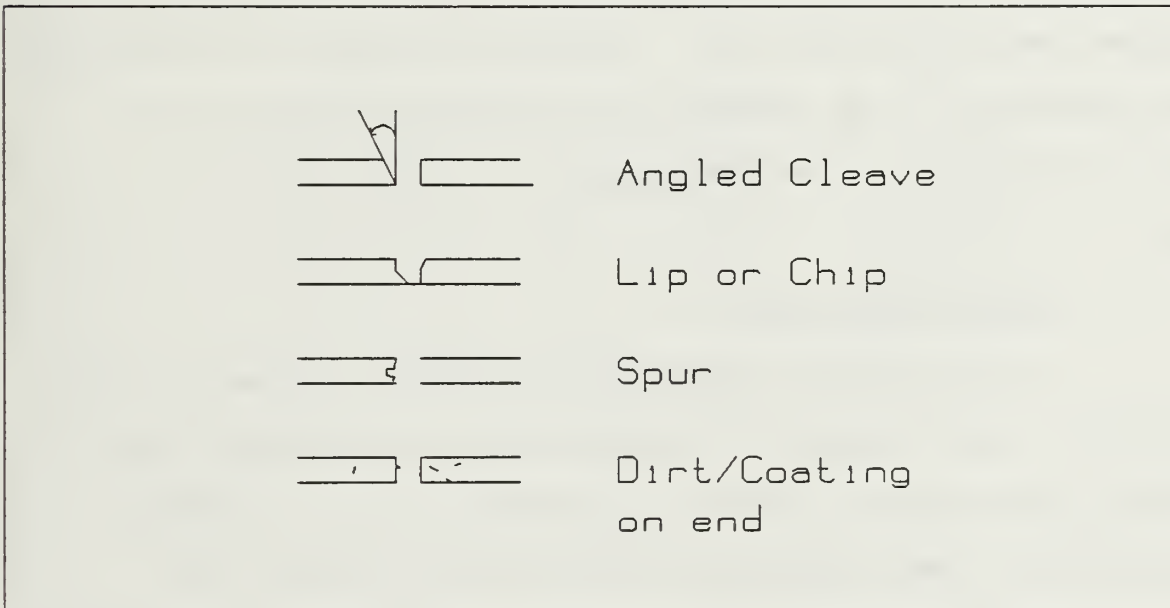 Angled Cleave
Lip or Chip
Spur
Dirt/Coating
on end